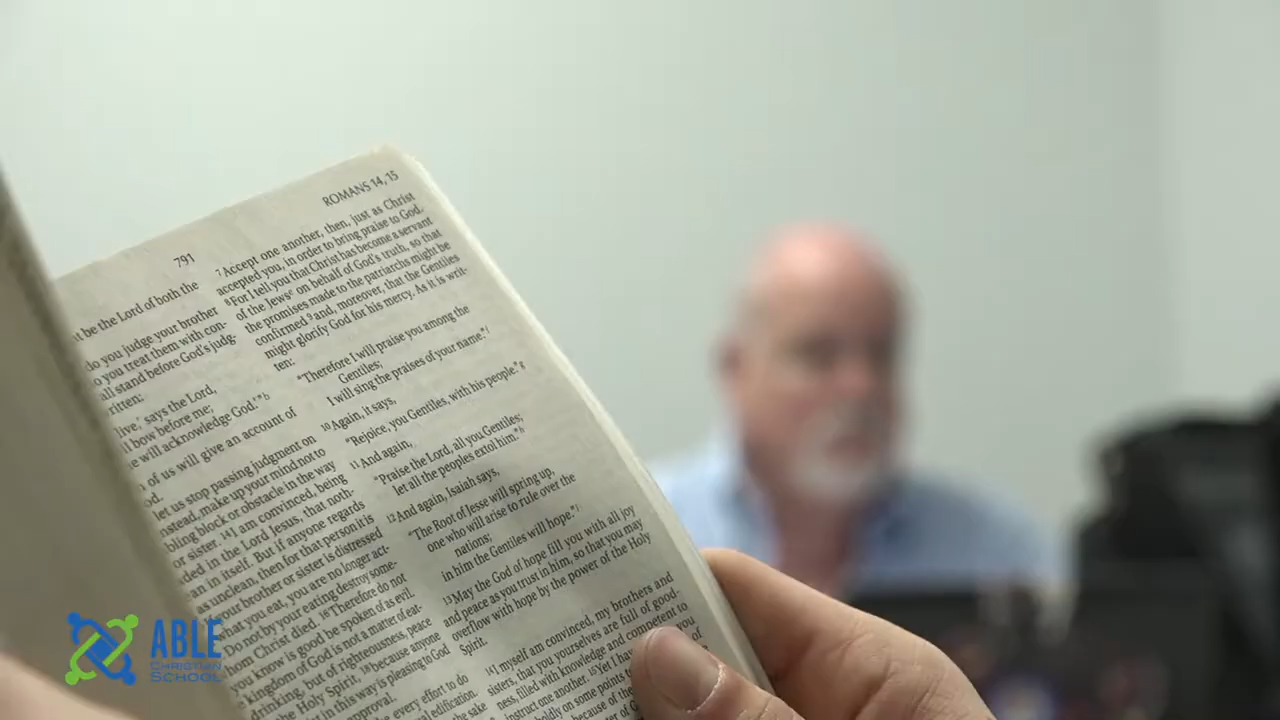 791
ROMANS 14, 15
t be the Lord of both the
do you judge your brother
o you treat them with con-
all stand before God's judg-
ritten:
live,' says the Lord,
l bow before me;
e will acknowledge God.'"b
of us will give an account of
od.
let us stop passing judgment on
nstead, make up your mind not to
bling block or obstacle in the way
or sister. 14I am convinced, being
ded in the Lord Jesus, that noth-
an in itself. But if anyone regards
as unclean, then for that person it is
your brother or sister is distressed
what you eat, you are no longer act-
Do not by your eating destroy some-
hom Christ died. 16Therefore do not
you know is good be spoken of as evil.
kingdom of God is not a matter of eat-
drinking, but of righteousness, peace
the Holy Spirit, 18because anyone
st in this way is pleasing to God
approval.
e every effort to do
al edification.
the sake
7Accept one another, then, just as Christ
accepted you, in order to bring praise to God.
8For I tell you that Christ has become a servant
of the Jews on behalf of God's truth, so that
the promises made to the patriarchs might be
confirmed 9and, moreover, that the Gentiles
might glorify God for his mercy. As it is writ-
ten:
"Therefore I will praise you among the
Gentiles;
I will sing the praises of your name."f
10Again, it says,
"Rejoice, you Gentiles, with his people."g
11And again,
"Praise the Lord, all you Gentiles;
let all the peoples extol him."h
12And again, Isaiah says,
"The Root of Jesse will spring up,
one who will arise to rule over the
nations;
in him the Gentiles will hope."i
13May the God of hope fill you with all joy
and peace as you trust in him, so that you may
overflow with hope by the power of the Holy
Spirit.
14I myself am convinced, my brothers and
sisters, that you yourselves are full of good-
ness, filled with knowledge and competent to
instruct one another. 15Yet I ha
oldly on some points
because of the
ABLE
CHRISTIAN
SCHOOL